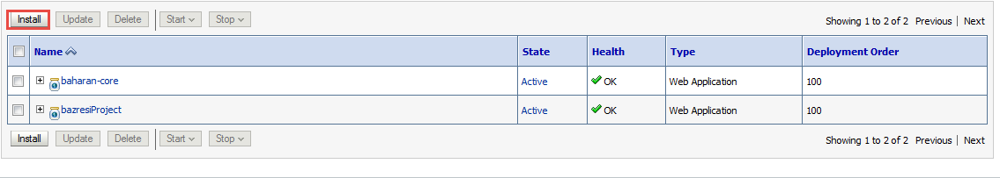 Install Update Delete Start Stop Showing 1 to 2 of 2 Previous | Next
Name State Health Type Deployment Order
baharan-core Active OK Web Application 100
bazresiProject Active OK Web Application 100
Install Update Delete Start Stop Showing 1 to 2 of 2 Previous | Next